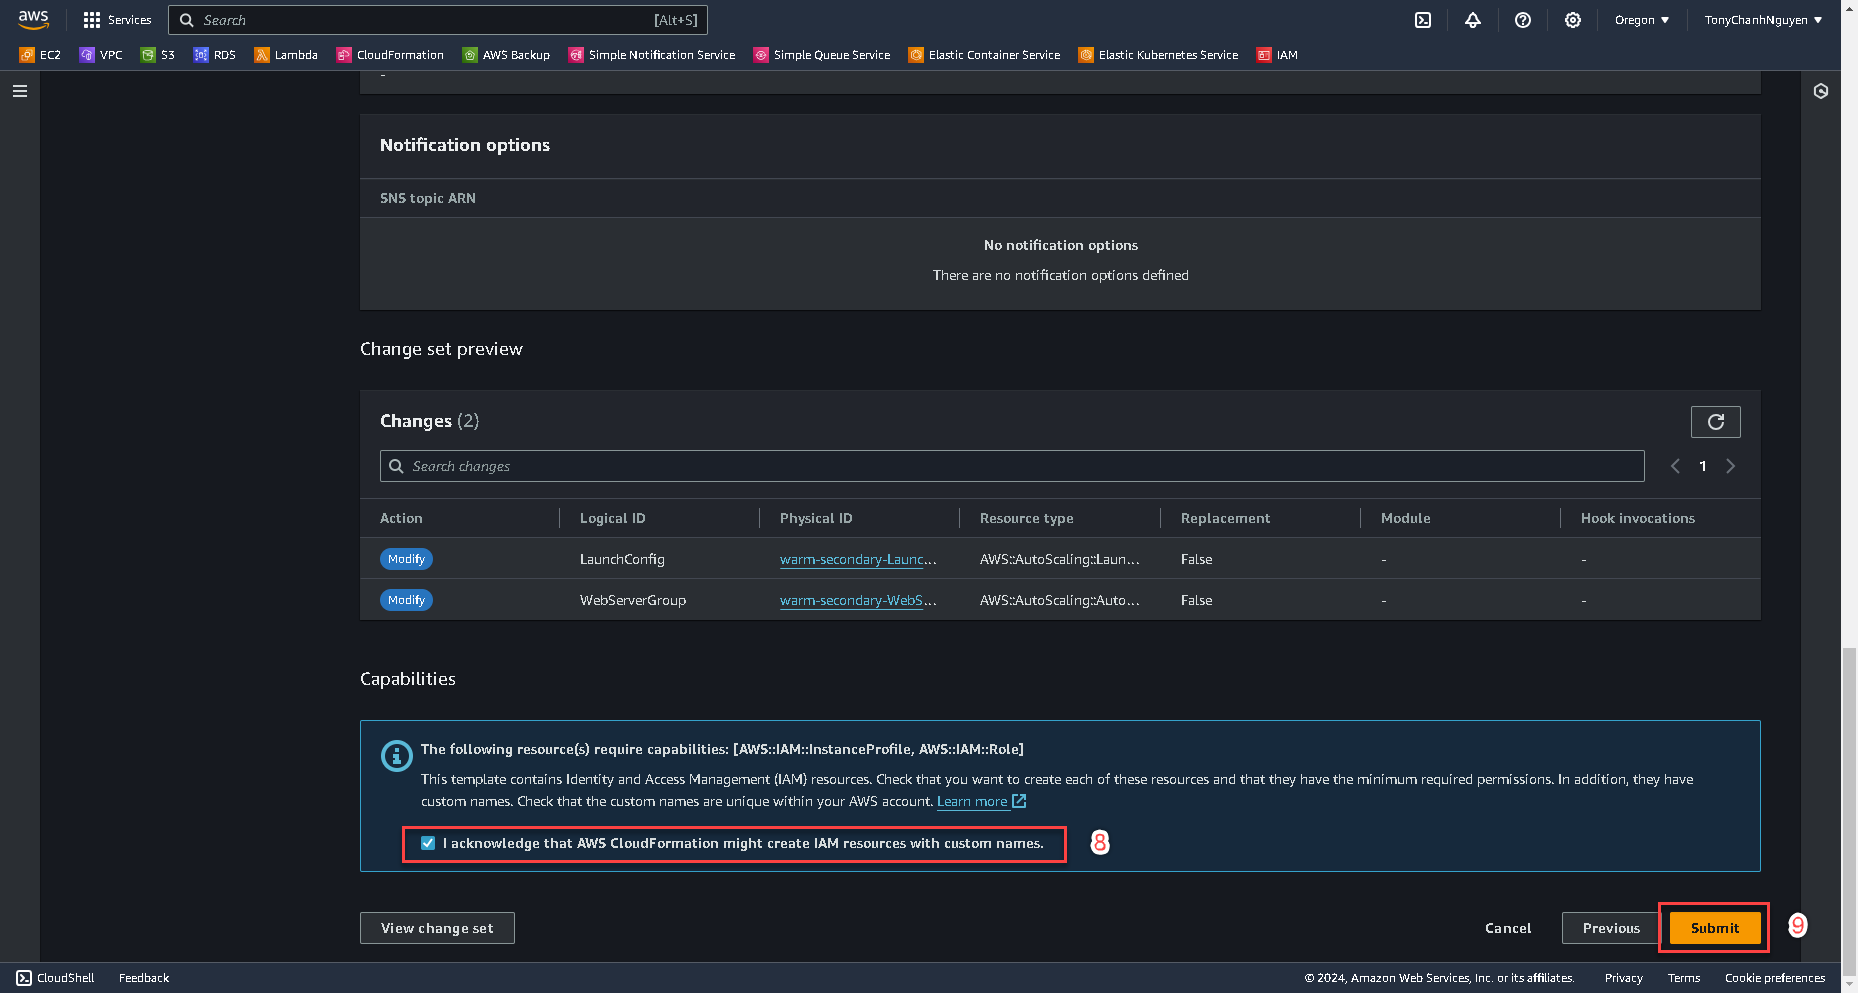 aws
Services
Search
[Alt+S]
Oregon ▼
TonyChanhNguyen ▼
EC2
VPC
S3
RDS
Lambda
CloudFormation
AWS Backup
Simple Notification Service
Simple Queue Service
Elastic Container Service
Elastic Kubernetes Service
IAM
-
Notification options
SNS topic ARN
No notification options
There are no notification options defined
Change set preview
Changes (2)
Search changes
1
Action
Logical ID
Physical ID
Resource type
Replacement
Module
Hook invocations
Modify
LaunchConfig
warm-secondary-Launc...
AWS::AutoScaling::Laun...
False
-
-
Modify
WebServerGroup
warm-secondary-WebS...
AWS::AutoScaling::Auto...
False
-
-
Capabilities
The following resource(s) require capabilities: [AWS::IAM::InstanceProfile, AWS::IAM::Role]
This template contains Identity and Access Management (IAM) resources. Check that you want to create each of these resources and that they have the minimum required permissions. In addition, they have
custom names. Check that the custom names are unique within your AWS account. Learn more
I acknowledge that AWS CloudFormation might create IAM resources with custom names.
8
View change set
Cancel
Previous
Submit
9
CloudShell
Feedback
© 2024, Amazon Web Services, Inc. or its affiliates.
Privacy
Terms
Cookie preferences